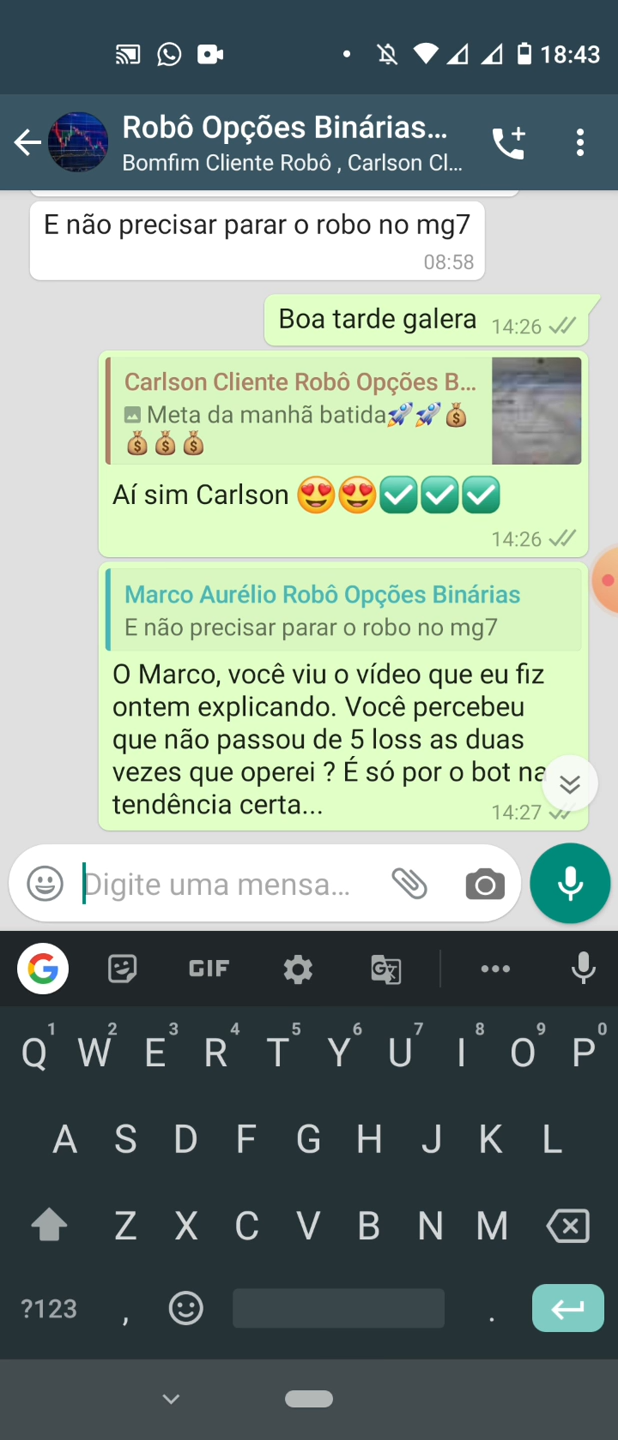 18:43
Robô Opções Binárias...
Bomfim Cliente Robô , Carlson Cl...
E não precisar parar o robo no mg7
08:58
Boa tarde galera 14:26
Carlson Cliente Robô Opções B...
Meta da manhã batida🚀🚀💰
💰💰💰
Aí sim Carlson 😍😍✅✅✅
14:26
Marco Aurélio Robô Opções Binárias
E não precisar parar o robo no mg7
O Marco, você viu o vídeo que eu fiz
ontem explicando. Você percebeu
que não passou de 5 loss as duas
vezes que operei ? É só por o bot na
tendência certa... 14:27
Digite uma mensa...
G GIF
1 2 3 4 5 6 7 8 9 0
Q W E R T Y U I O P
A S D F G H J K L
Z X C V B N M
?123 , .